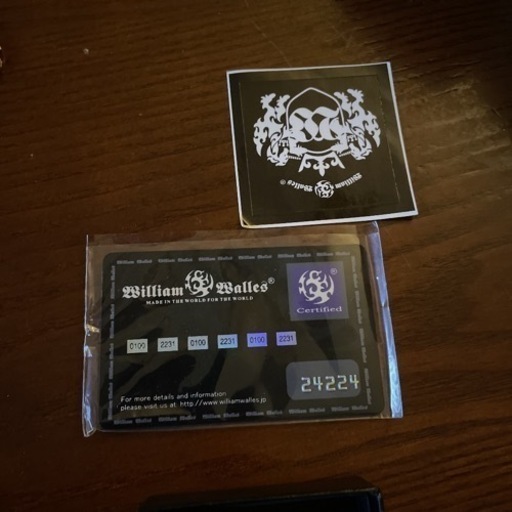 William Walles®
William Walles®
MADE IN THE WORLD FOR THE WORLD
Certified
0100 2231 0100 2231 0100 2231
24224
For more details and information
please visit us at http://www.williamwalles.jp